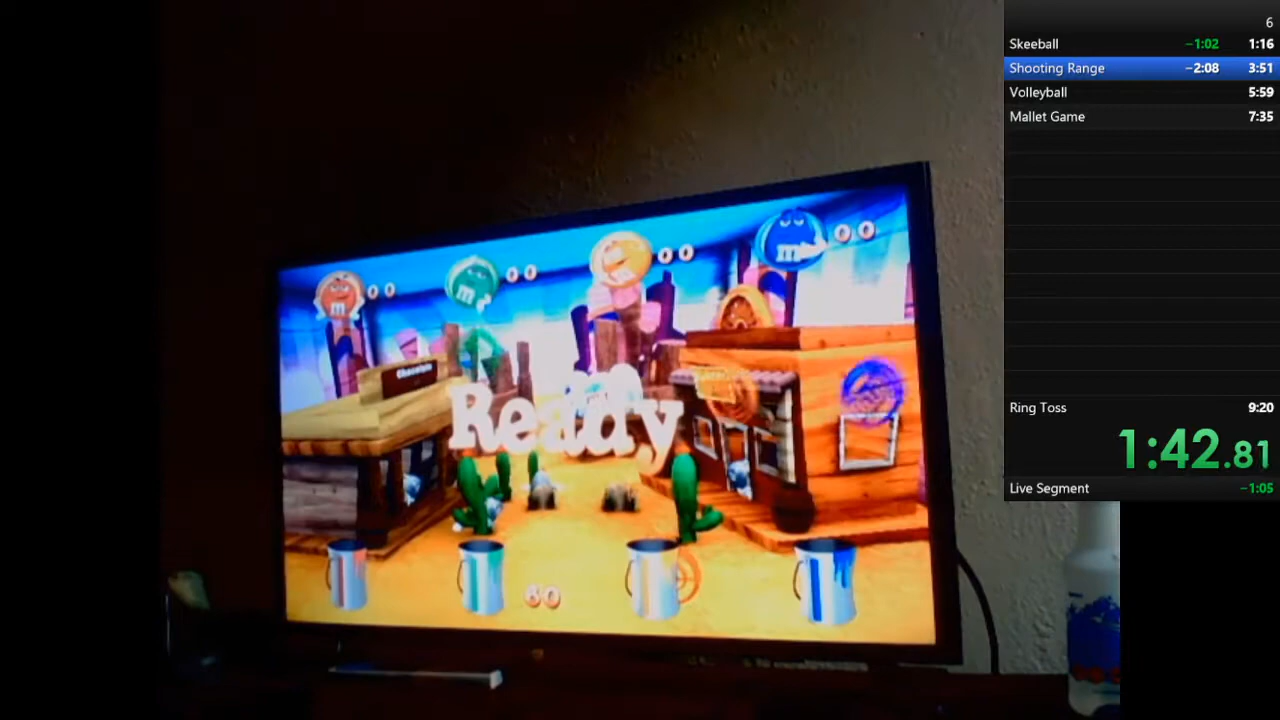 6
Skeeball −1:02 1:16
Shooting Range −2:08 3:51
Volleyball 5:59
Mallet Game 7:35
Ring Toss 9:20
1:42.81
Live Segment −1:05
m 00
m 00
m 00
m 00
Chocolate
Ready
60